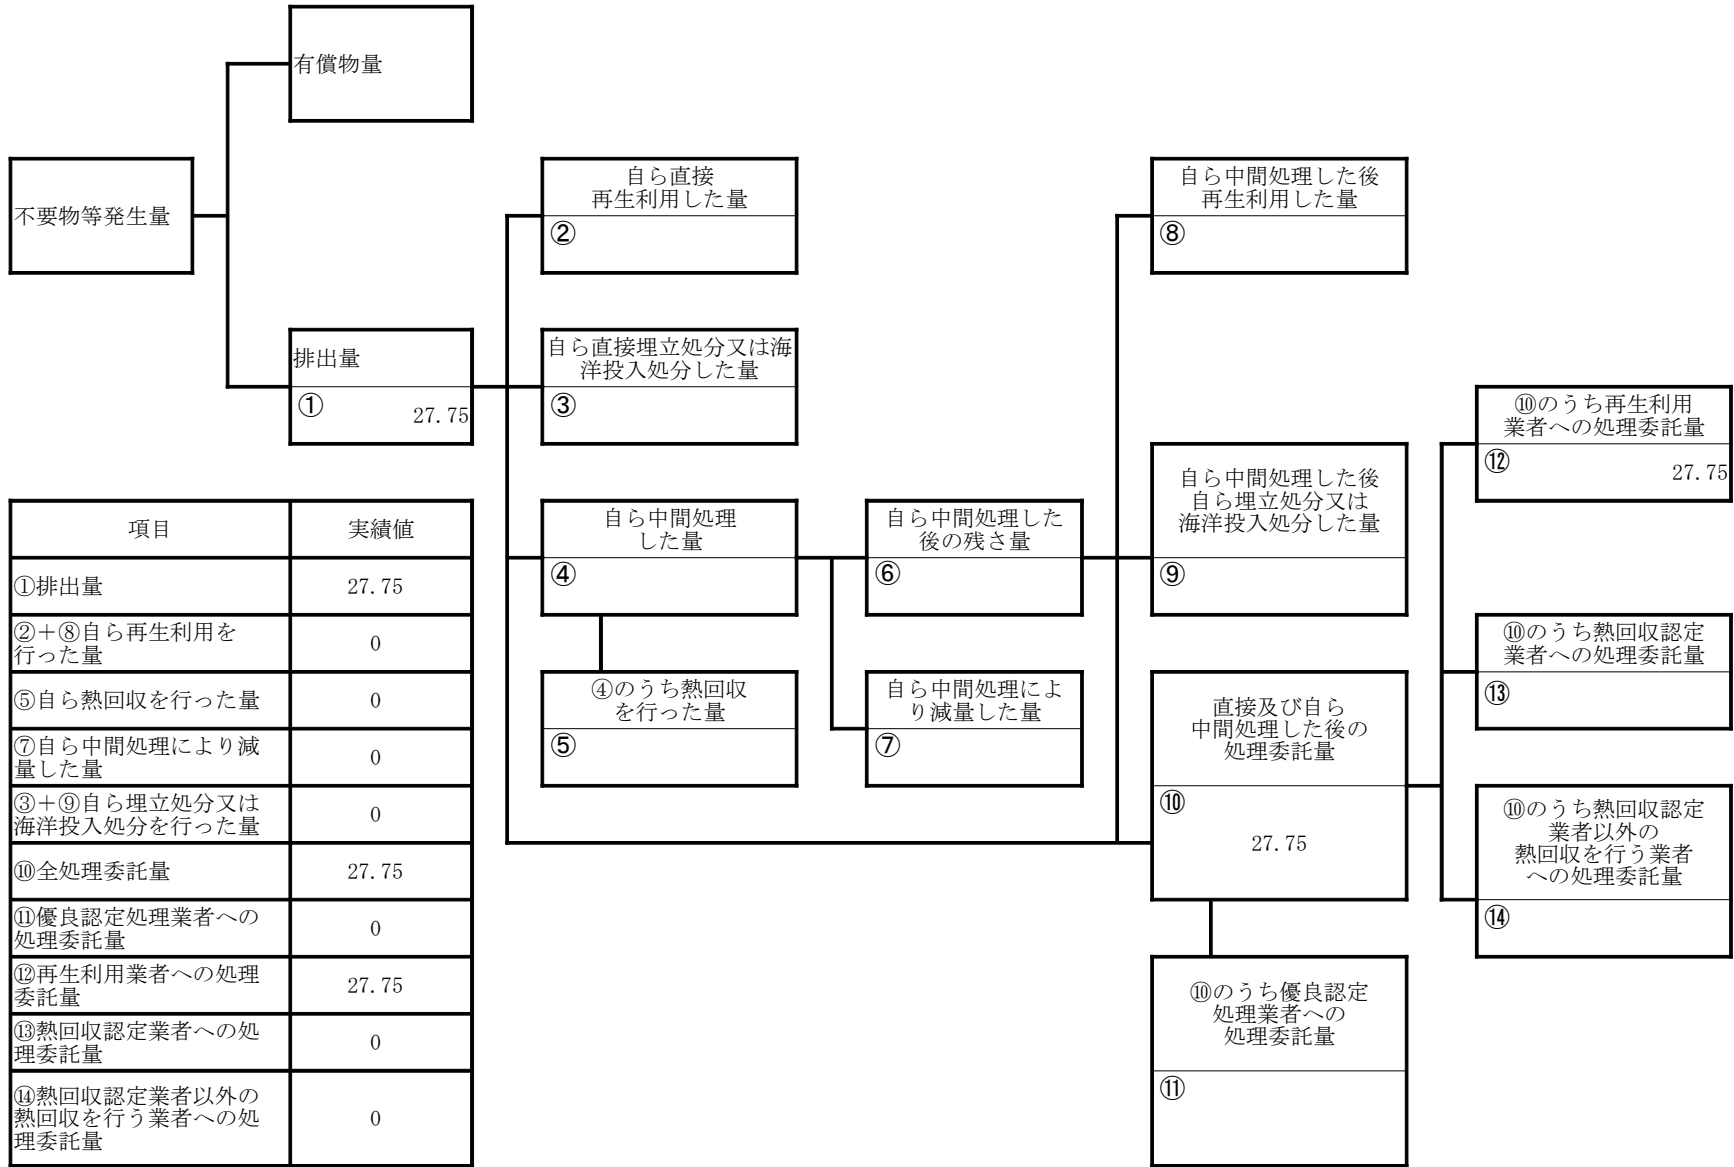 有償物量
不要物等発生量
排出量
①
27.75
自ら直接
再生利用した量
②
自ら直接埋立処分又は海
洋投入処分した量
③
自ら中間処理
した量
④
④のうち熱回収
を行った量
⑤
自ら中間処理した
後の残さ量
⑥
自ら中間処理によ
り減量した量
⑦
自ら中間処理した後
再生利用した量
⑧
自ら中間処理した後
自ら埋立処分又は
海洋投入処分した量
⑨
直接及び自ら
中間処理した後の
処理委託量
⑩
27.75
⑩のうち優良認定
処理業者への
処理委託量
⑪
⑩のうち再生利用
業者への処理委託量
⑫
27.75
⑩のうち熱回収認定
業者への処理委託量
⑬
⑩のうち熱回収認定
業者以外の
熱回収を行う業者
への処理委託量
⑭
項目 実績値
①排出量 27.75
②+⑧自ら再生利用を
行った量 0
⑤自ら熱回収を行った量 0
⑦自ら中間処理により減
量した量 0
③+⑨自ら埋立処分又は
海洋投入処分を行った量 0
⑩全処理委託量 27.75
⑪優良認定処理業者への
処理委託量 0
⑫再生利用業者への処理
委託量 27.75
⑬熱回収認定業者への処
理委託量 0
⑭熱回収認定業者以外の
熱回収を行う業者への処
理委託量 0